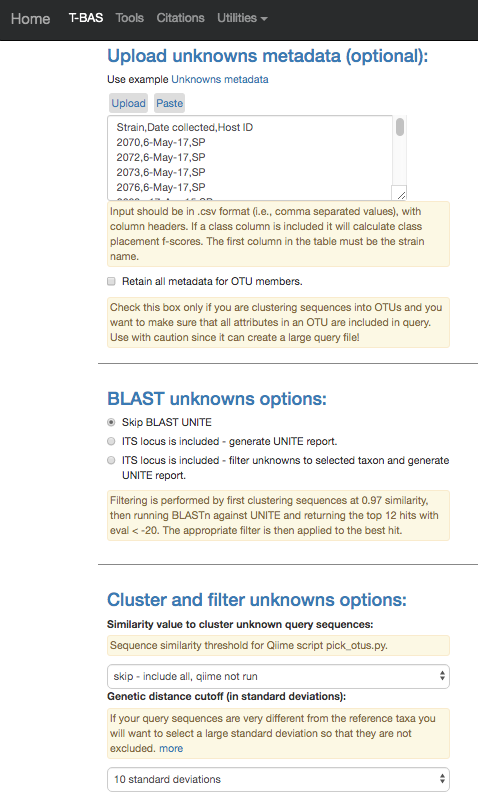 Home T-BAS Tools Citations Utilities
Upload unknowns metadata (optional):
Use example Unknowns metadata
Upload Paste
Strain,Date collected,Host ID
2070,6-May-17,SP
2072,6-May-17,SP
2073,6-May-17,SP
2076,6-May-17,SP
Input should be in .csv format (i.e., comma separated values), with
column headers. If a class column is included it will calculate class
placement f-scores. The first column in the table must be the strain
name.
Retain all metadata for OTU members.
Check this box only if you are clustering sequences into OTUs and you
want to make sure that all attributes in an OTU are included in query.
Use with caution since it can create a large query file!
BLAST unknowns options:
Skip BLAST UNITE
ITS locus is included - generate UNITE report.
ITS locus is included - filter unknowns to selected taxon and generate
UNITE report.
Filtering is performed by first clustering sequences at 0.97 similarity,
then running BLASTn against UNITE and returning the top 12 hits with
eval < -20. The appropriate filter is then applied to the best hit.
Cluster and filter unknowns options:
Similarity value to cluster unknown query sequences:
Sequence similarity threshold for Qiime script pick_otus.py.
skip - include all, qiime not run
Genetic distance cutoff (in standard deviations):
If your query sequences are very different from the reference taxa you
will want to select a large standard deviation so that they are not
excluded. more
10 standard deviations